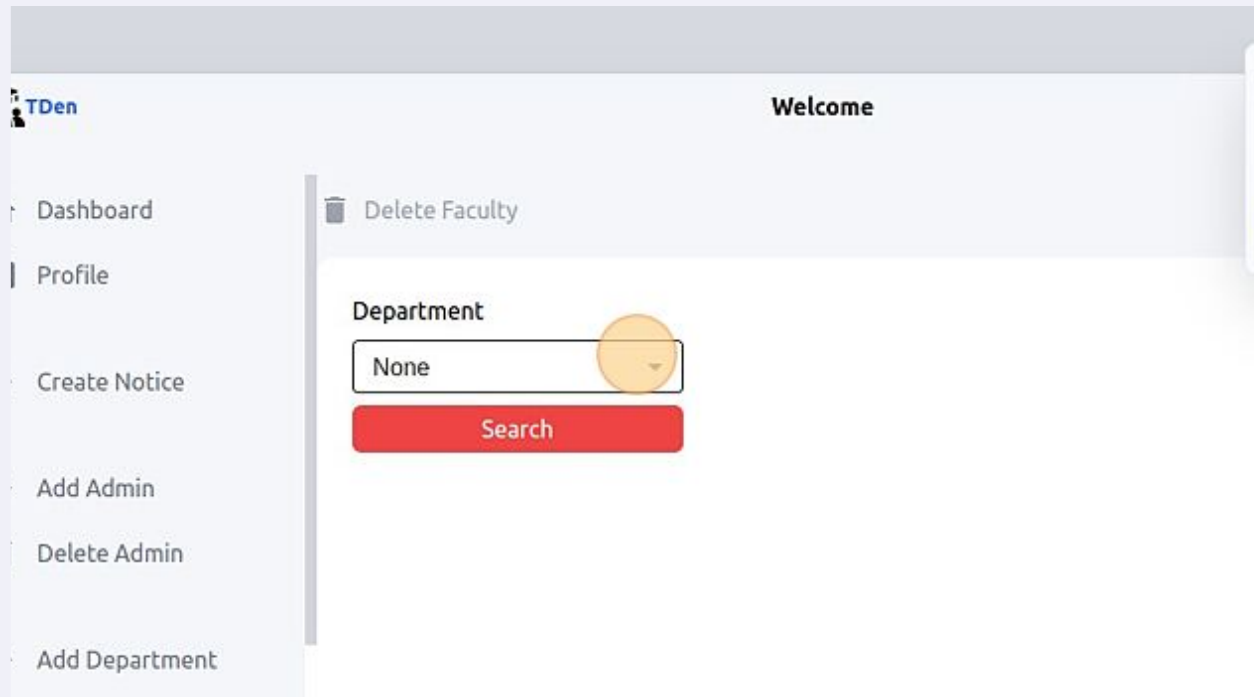 TDen
Welcome
Dashboard
Profile
Create Notice
Add Admin
Delete Admin
Add Department
Delete Faculty
Department
None
Search